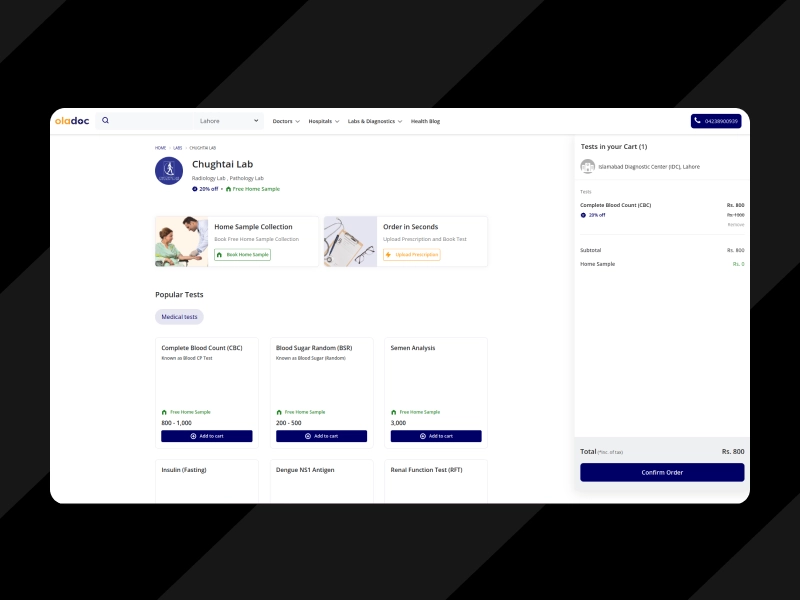 oladoc
Lahore
Doctors
Hospitals
Labs & Diagnostics
Health Blog
04238900939
HOME
LABS
CHUGHTAI LAB
Chughtai Lab
Radiology Lab , Pathology Lab
20% off • Free Home Sample
Home Sample Collection
Book Free Home Sample Collection
Book Home Sample
Order in Seconds
Upload Prescription and Book Test
Upload Prescription
Popular Tests
Medical tests
Complete Blood Count (CBC)
Known as Blood CP Test
Free Home Sample
800 - 1,000
Add to cart
Blood Sugar Random (BSR)
Known as Blood Sugar (Random)
Free Home Sample
200 - 500
Add to cart
Semen Analysis
Free Home Sample
3,000
Add to cart
Insulin (Fasting)
Dengue NS1 Antigen
Renal Function Test (RFT)
Tests in your Cart (1)
Islamabad Diagnostic Center (IDC), Lahore
Tests
Complete Blood Count (CBC) Rs. 800
20% off Rs 1000
Remove
Subtotal Rs. 800
Home Sample Rs. 0
Total (*Inc. of tax) Rs. 800
Confirm Order